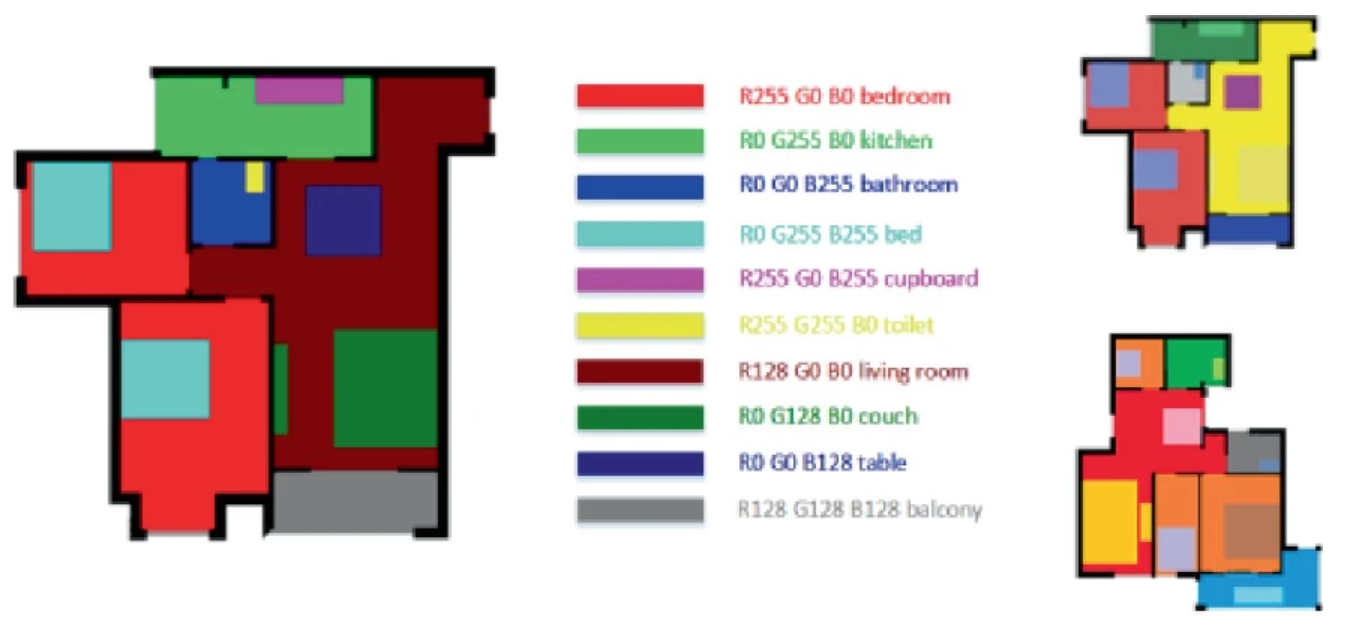 R255 G0 B0 bedroom
R0 G255 B0 kitchen
R0 G0 B255 bathroom
R0 G255 B255 bed
R255 G0 B255 cupboard
R255 G255 B0 toilet
R128 G0 B0 living room
R0 G128 B0 couch
R0 G0 B128 table
R128 G128 B128 balcony